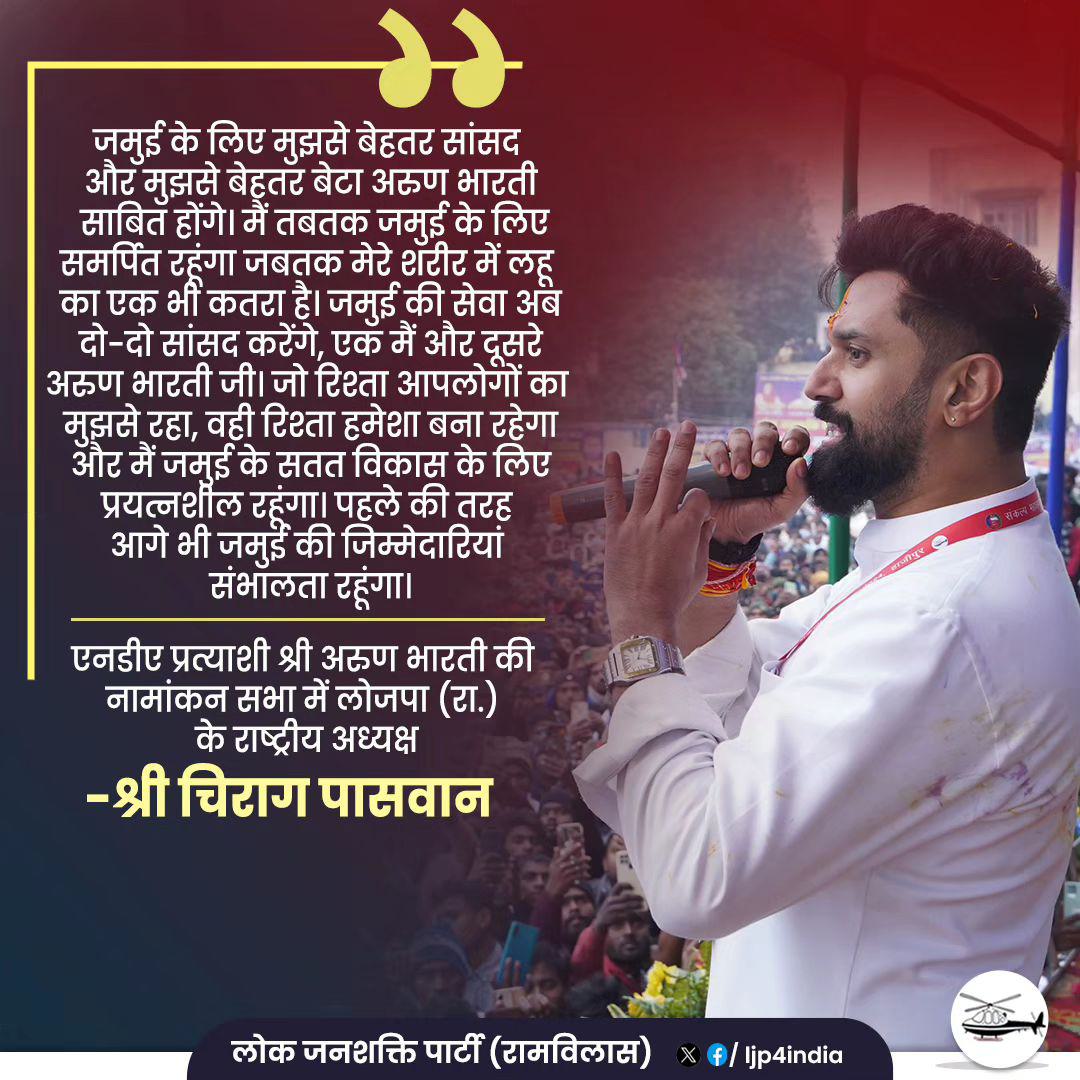 जमुई के लिए मुझसे बेहतर सांसद
और मुझसे बेहतर बेटा अरुण भारती
साबित होंगे। मैं तबतक जमुई के लिए
समर्पित रहूंगा जबतक मेरे शरीर में लहू
का एक भी कतरा है। जमुई की सेवा अब
दो-दो सांसद करेंगे, एक मैं और दूसरे
अरुण भारती जी। जो रिश्ता आपलोगों का
मुझसे रहा, वही रिश्ता हमेशा बना रहेगा
और मैं जमुई के सतत विकास के लिए
प्रयत्नशील रहूंगा। पहले की तरह
आगे भी जमुई की जिम्मेदारियां
संभालता रहूंगा।
एनडीए प्रत्याशी श्री अरुण भारती की
नामांकन सभा में लोजपा (रा.)
के राष्ट्रीय अध्यक्ष
-श्री चिराग पासवान
संकल्प
हाजीपुर
लोक जनशक्ति पार्टी (रामविलास) / ljp4india